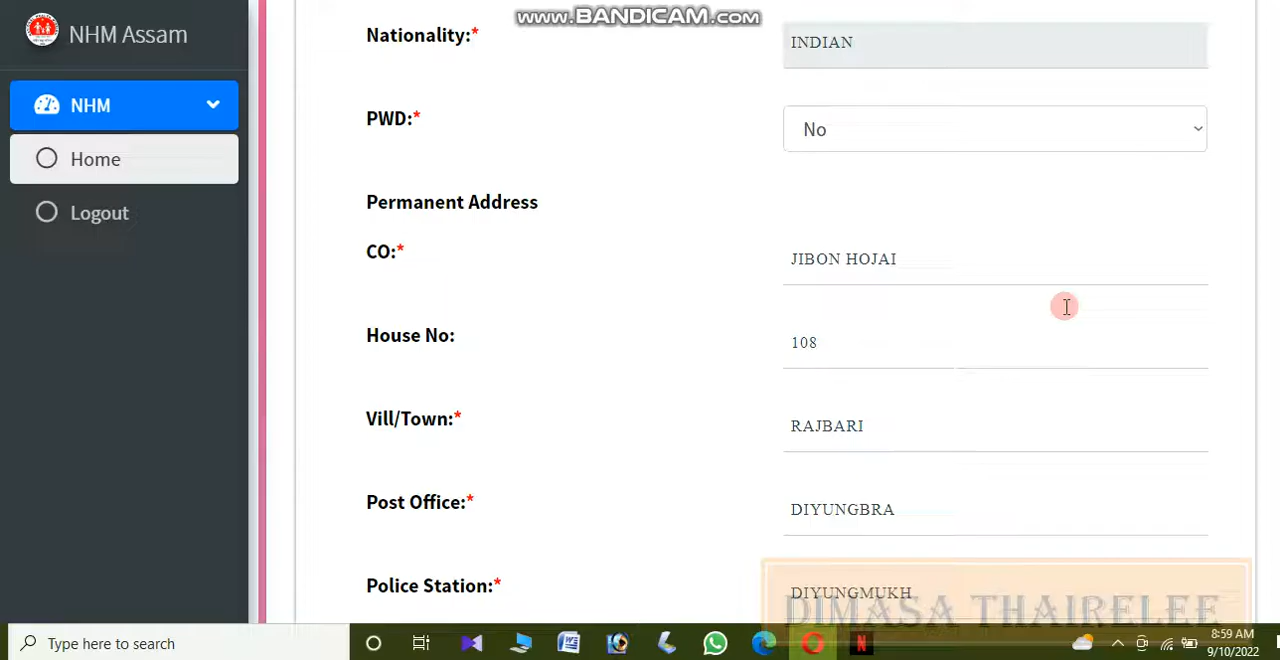 www.BANDICAM.com
NHM Assam
NHM
Home
Logout
Nationality:*
INDIAN
PWD:*
No
Permanent Address
CO:*
JIBON HOJAI
House No:
108
Vill/Town:*
RAJBARI
Post Office:*
DIYUNGBRA
Police Station:*
DIYUNGMUKH
DIMASA THAIRELEE
Type here to search
8:59 AM
9/10/2022